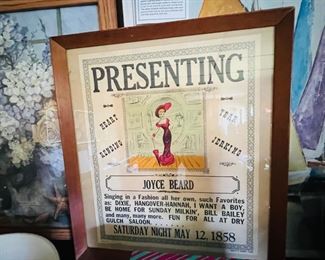 PRESENTING
HEART
RENDING
TEAR
JERKING
JOYCE BEARD
Singing in a Fashion all her own, such Favorites
as: DIXIE, HANGOVER-HANNAH, I WANT A BOY,
BE HOME FOR SUNDAY MILKIN', BILL BAILEY
and many, many more. FUN FOR ALL AT DRY
GULCH SALOON.
SATURDAY NIGHT MAY 12, 1858